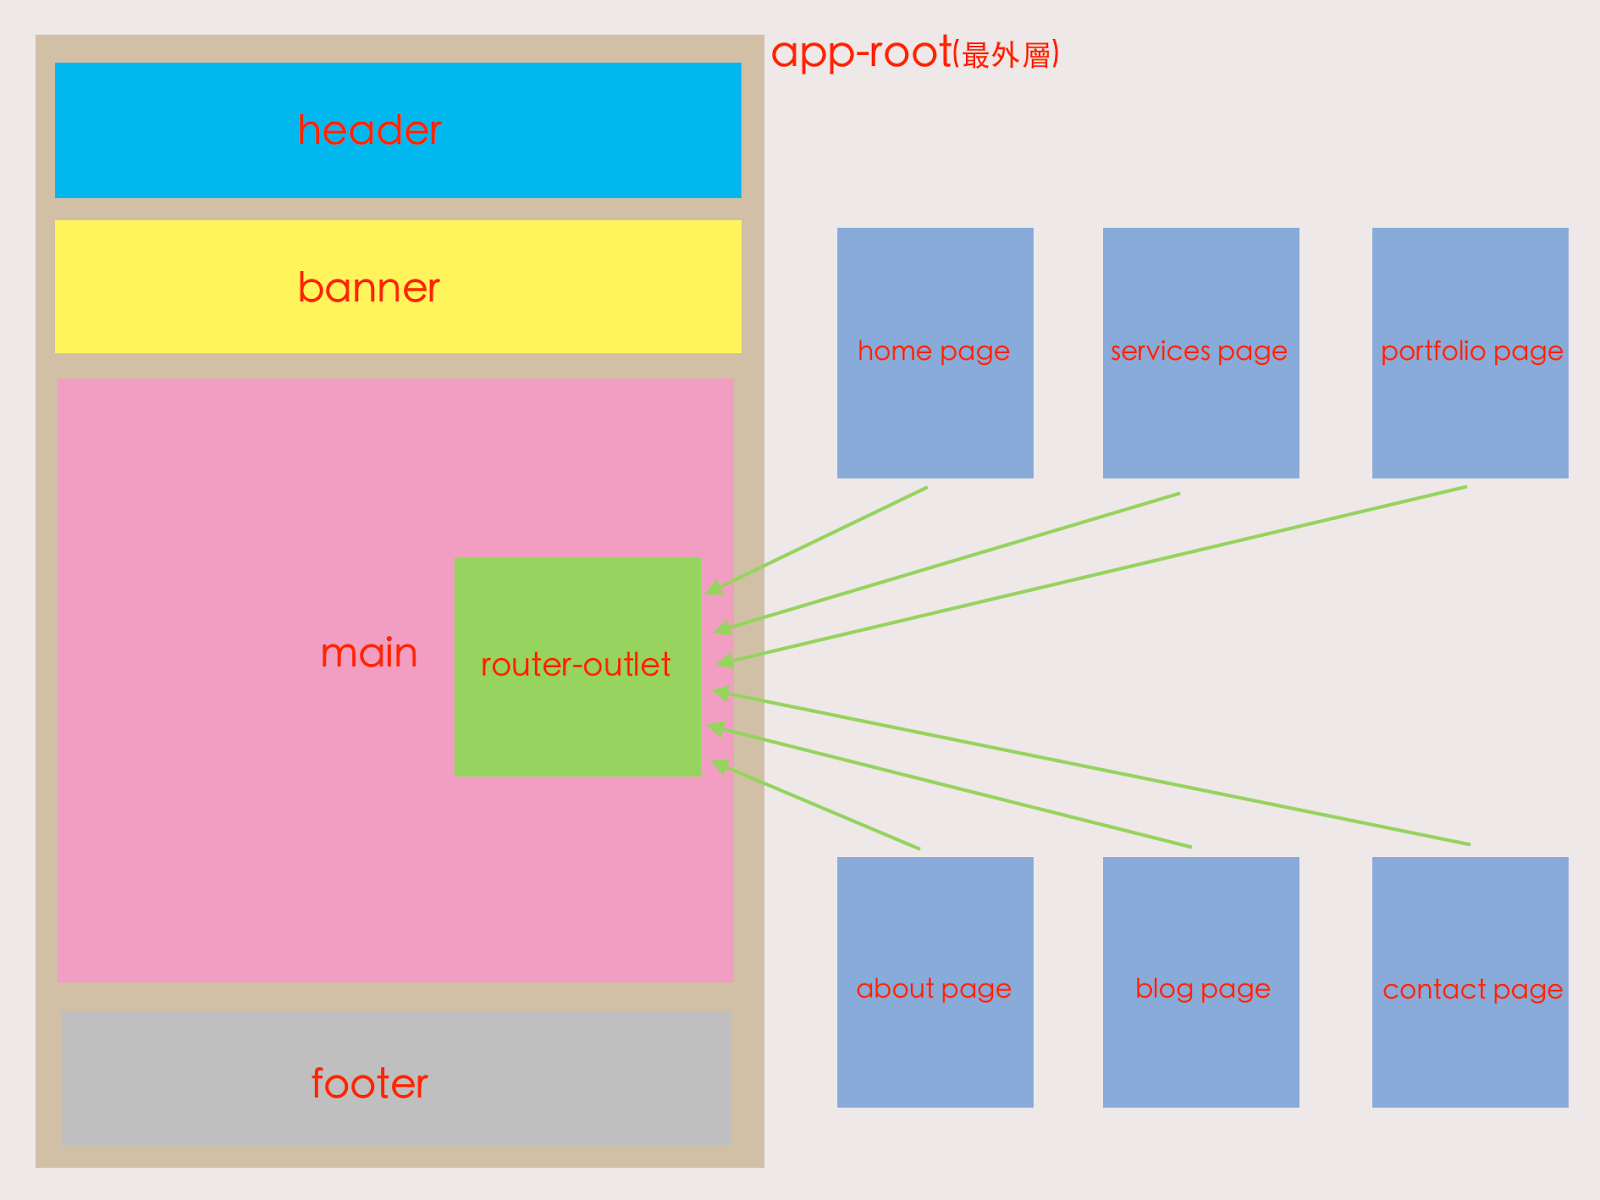 app-root(最外層)
header
banner
main
router-outlet
footer
home page
services page
portfolio page
about page
blog page
contact page